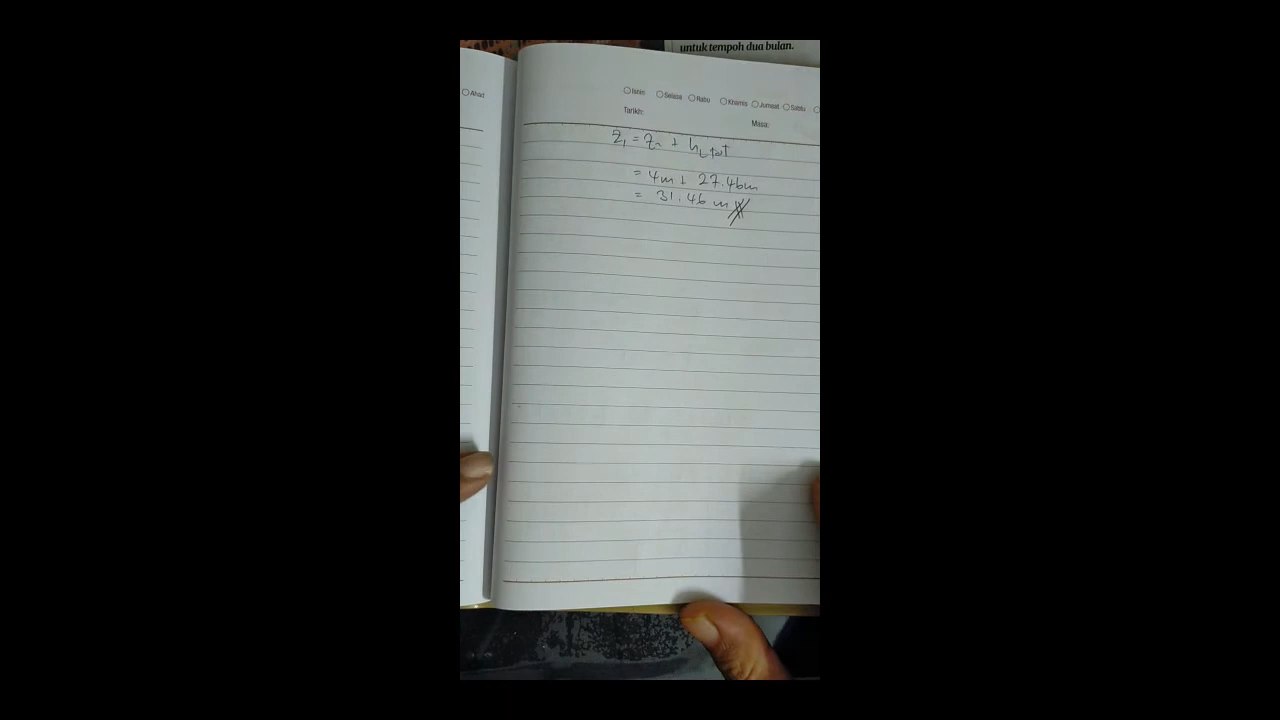 untuk tempoh dua bulan.
Ahad
Isnin Selasa Rabu Khamis Jumaat Sabtu
Tarikh: Masa:
Z₁ = Z₂ + h_L tot
= 4m + 27.46m
= 31.46 m